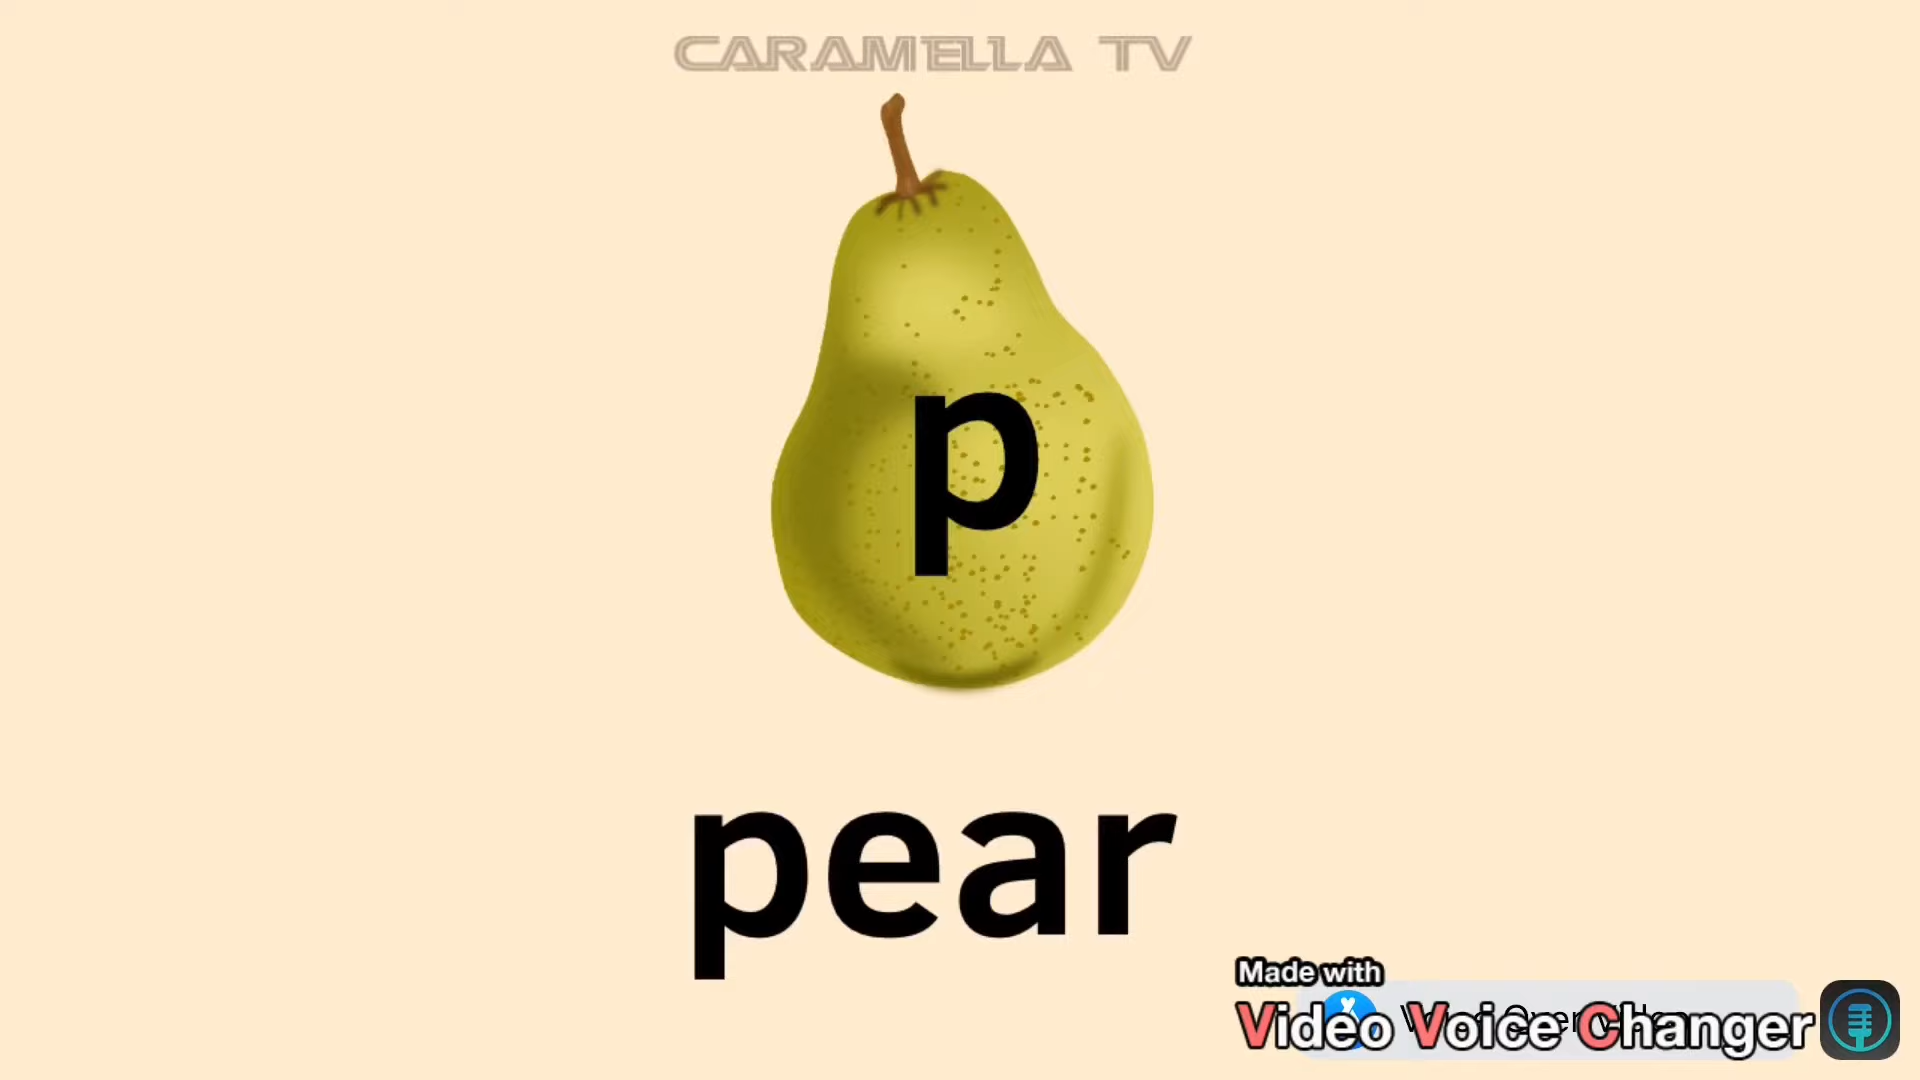 CARAMELLA TV
p
pear
Made with
Video Voice Changer